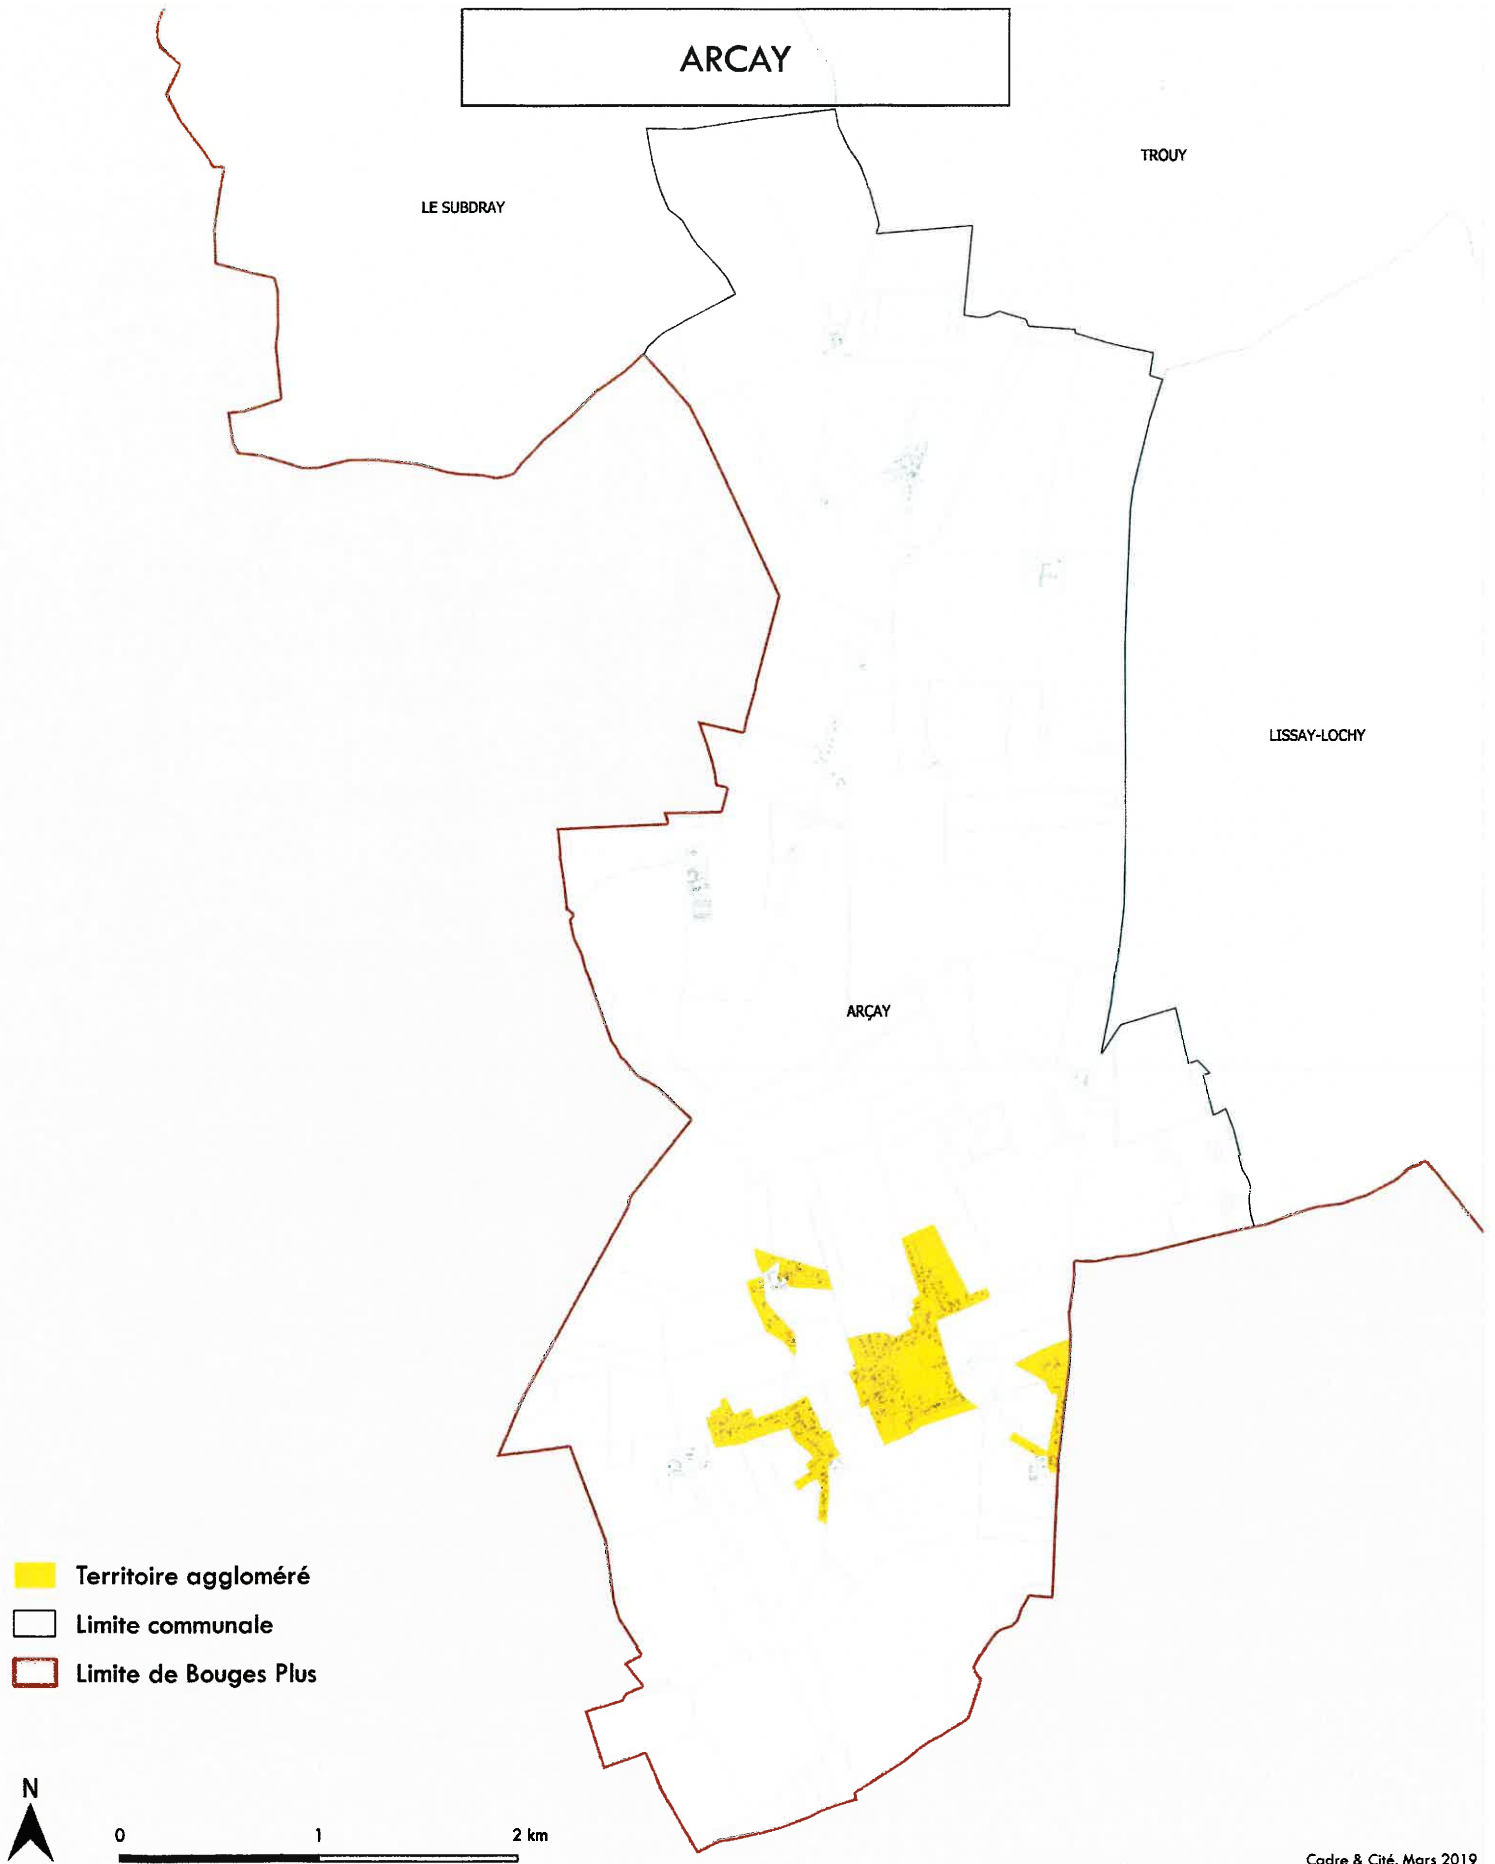 ARCAY
TROUY
LE SUBDRAY
LISSAY-LOCHY
ARÇAY
Territoire aggloméré
Limite communale
Limite de Bouges Plus
N
0 1 2 km
Cadre & Cité, Mars 2019